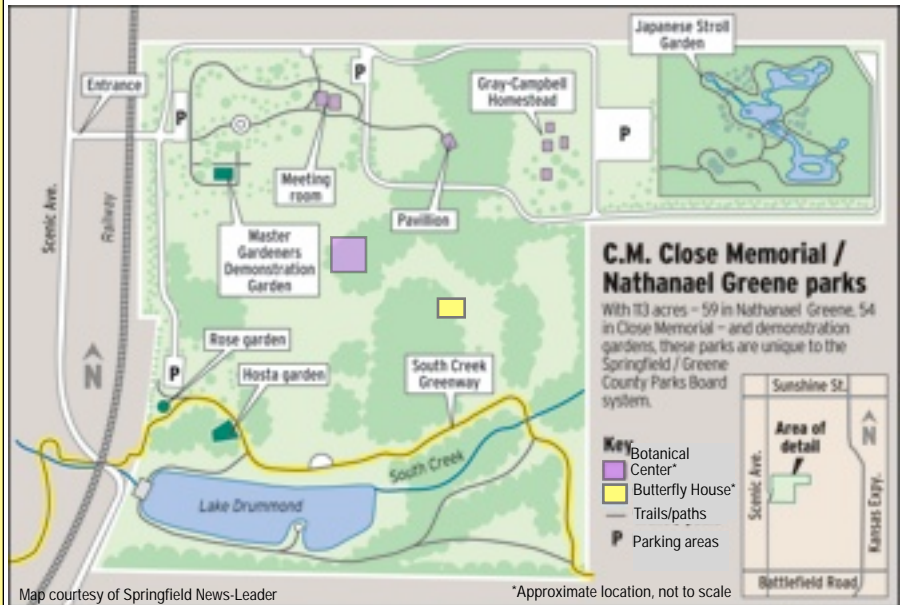 Japanese Stroll
Garden
Entrance
P
P
Gray-Campbell
Homestead
P
Meeting
room
Pavillion
Scenic Ave.
Railway
Master
Gardeners
Demonstration
Garden
C.M. Close Memorial /
Nathanael Greene parks
With 113 acres – 59 in Nathanael Greene, 54
in Close Memorial – and demonstration
gardens, these parks are unique to the
Springfield / Greene
County Parks Board
system.
Rose garden
N
P
Hosta garden
South Creek
Greenway
South Creek
Lake Drummond
Key
Botanical
Center*
Butterfly House*
Trails/paths
P Parking areas
Sunshine St.
Area of
detail
N
Scenic Ave.
Kansas Expy.
Battlefield Road
Map courtesy of Springfield News-Leader
*Approximate location, not to scale